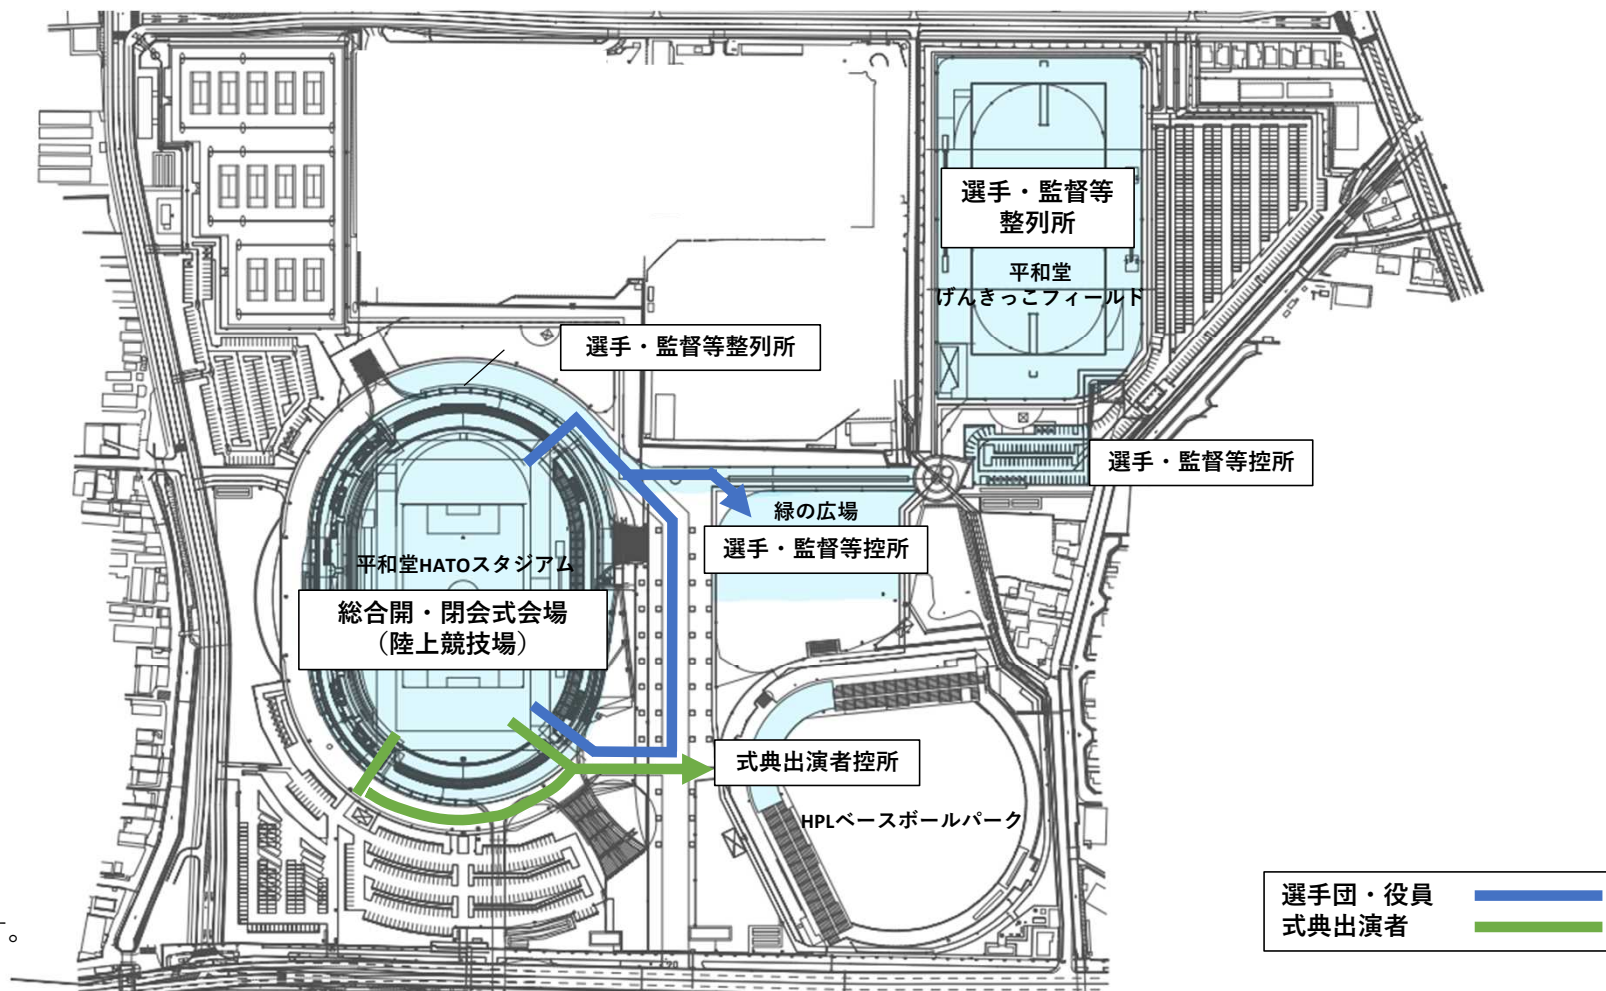 選手・監督等
整列所
平和堂
げんきっこフィールド
選手・監督等整列所
選手・監督等控所
緑の広場
選手・監督等控所
平和堂HATOスタジアム
総合開・閉会式会場
（陸上競技場）
式典出演者控所
HPLベースボールパーク
選手団・役員
式典出演者
。